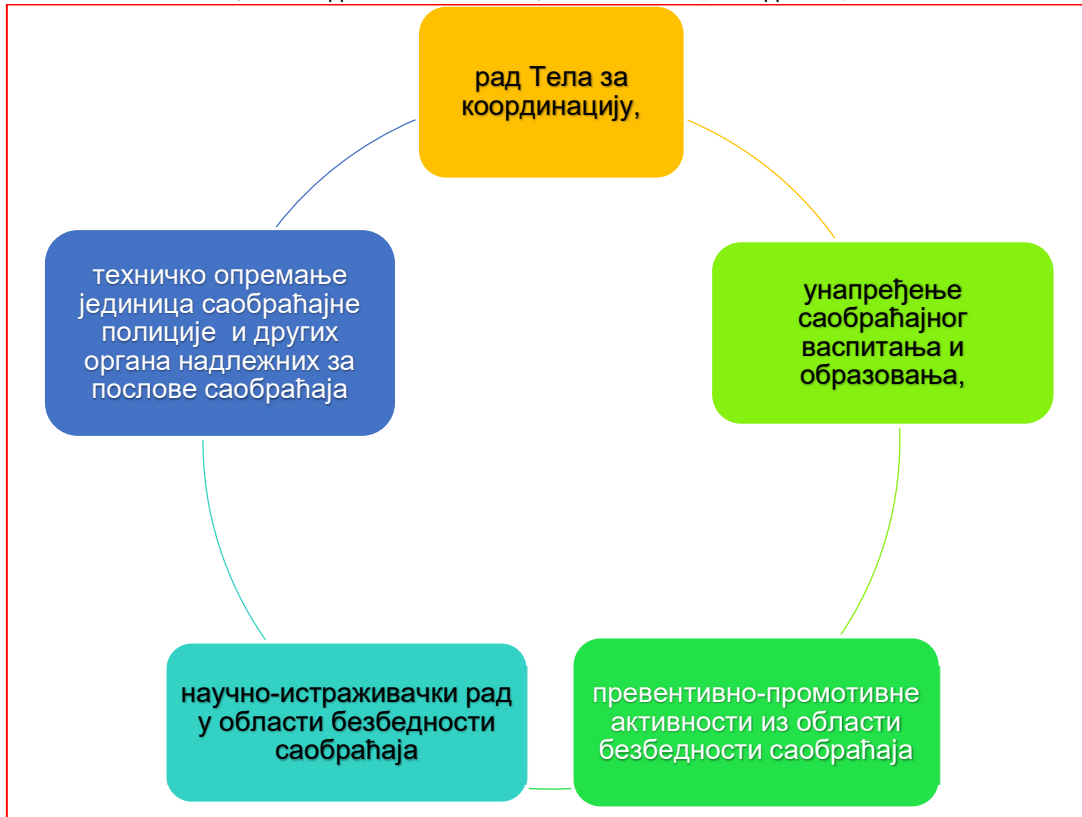 рад Тела за
координацију,
унапређење
саобраћајног
васпитања и
образовања,
превентивно-промотивне
активности из области
безбедности саобраћаја
научно-истраживачки рад
у области безбедности
саобраћаја
техничко опремање
јединица саобраћајне
полиције и других
органа надлежних за
послове саобраћаја